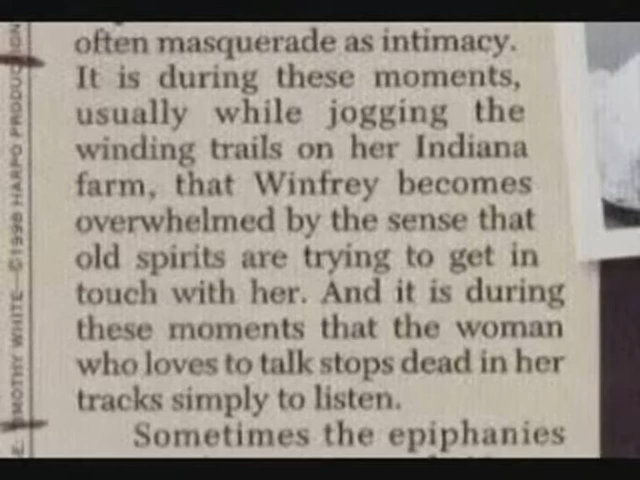 often masquerade as intimacy.
It is during these moments,
usually while jogging the
winding trails on her Indiana
farm, that Winfrey becomes
overwhelmed by the sense that
old spirits are trying to get in
touch with her. And it is during
these moments that the woman
who loves to talk stops dead in her
tracks simply to listen.
Sometimes the epiphanies
MOTHY WHITE—©1998 HARPO PRODUCTION